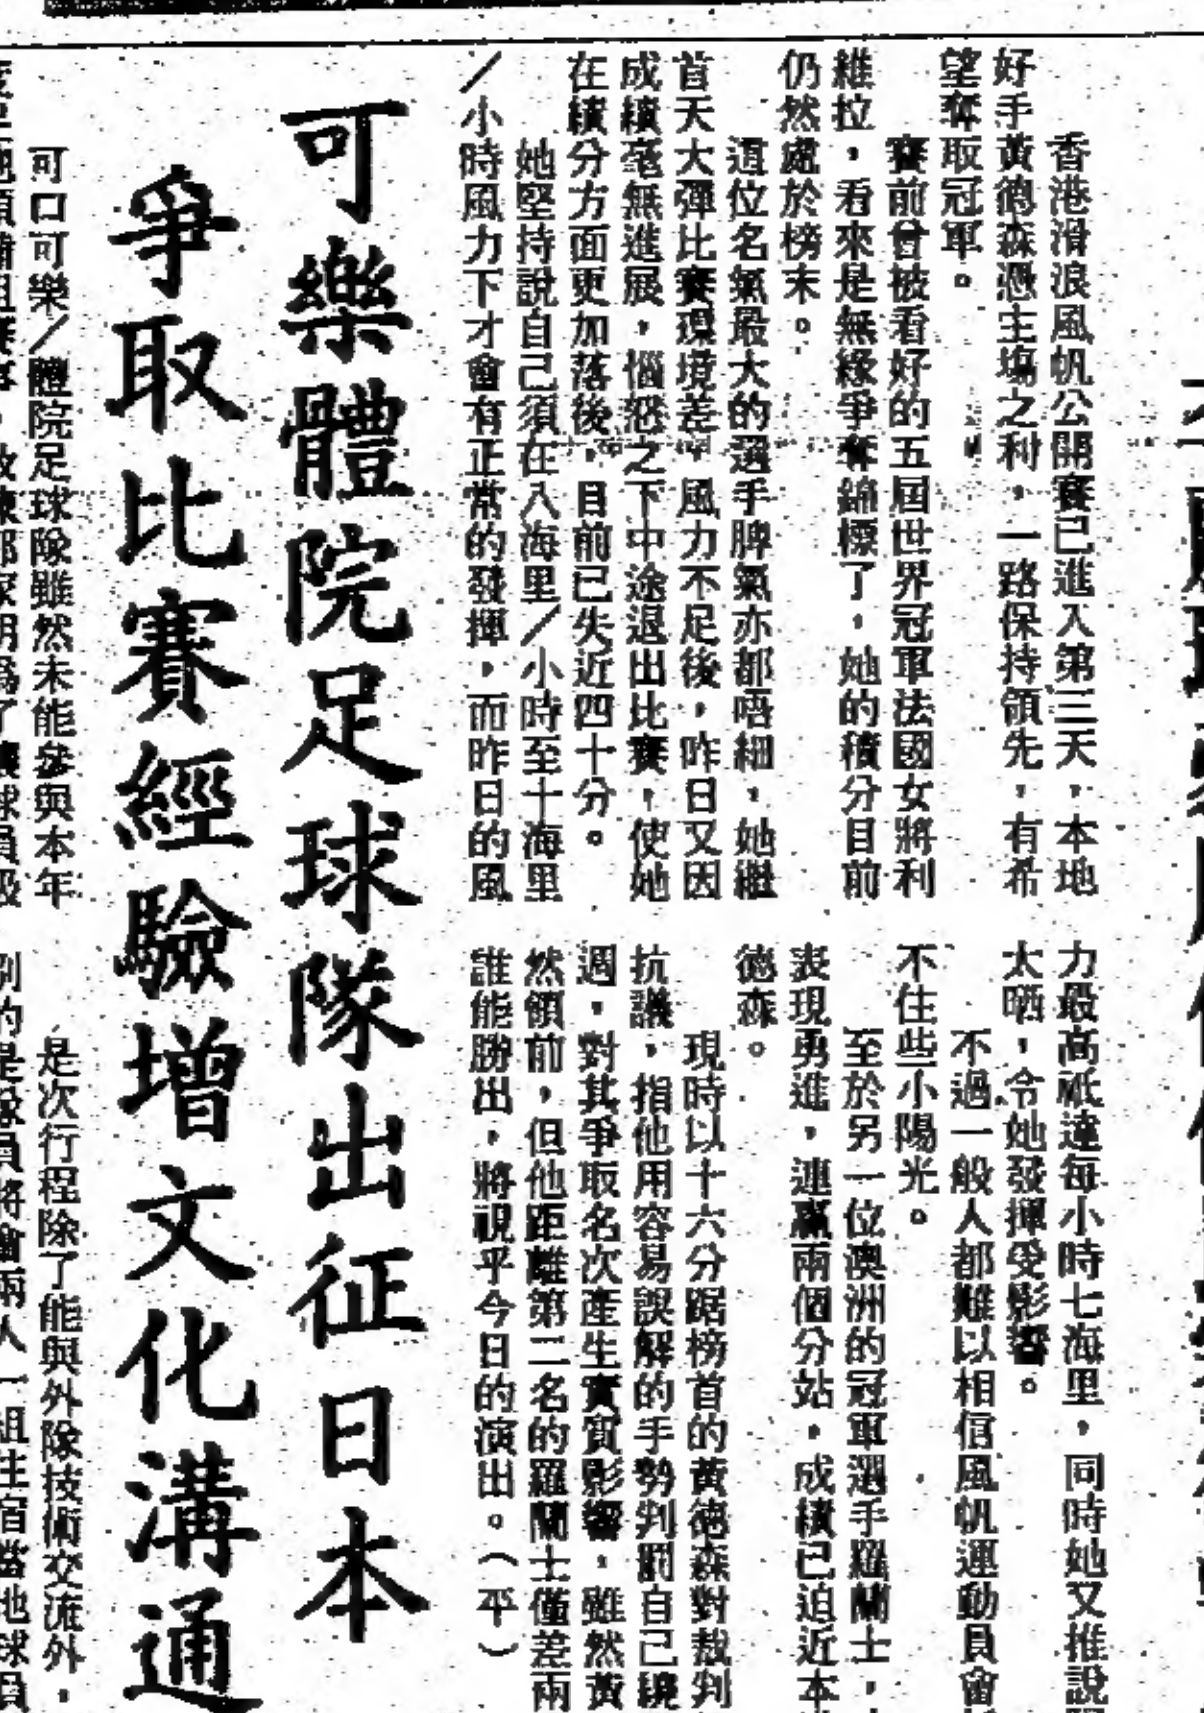 香港滑浪風帆公開賽已進入第三天，本地
好手黃德森憑主場之利，一路保持領先，有希
望奪取冠軍。
賽前曾被看好的五屆世界冠軍法國女將利
維拉，看來是無緣爭奪錦標了，她的積分目前
仍然處於榜末。
這位名氣最大的選手脾氣亦都唔細，她繼
首天大彈比賽環境差，風力不足後，昨日又因
成績毫無進展，惱怒之下中途退出比賽，使她
在積分方面更加落後，目前已失近四十分。
她堅持說自己須在八海里／小時至十海里
／小時風力下才會有正常的發揮，而昨日的風
力最高祇達每小時七海里，同時她又推說
太晒，令她發揮受影響。
不過一般人都難以相信風帆運動員會
不住些小陽光。
至於另一位澳洲的冠軍選手羅蘭士，
表現勇進，連贏兩個分站，成績已迫近本
德森。
現時以十六分踞榜首的黃德森對裁判
抗議，指他用容易誤解的手勢判罰自己繞
週，對其爭取名次產生實質影響，雖然黃
然領前，但他距離第二名的羅蘭士僅差兩
誰能勝出，將視乎今日的演出。（平）
可樂體院足球隊出征日本
爭取比賽經驗增文化溝通
可口可樂／體院足球隊雖然未能參與本年
是次行程除了能與外隊技術交流外，